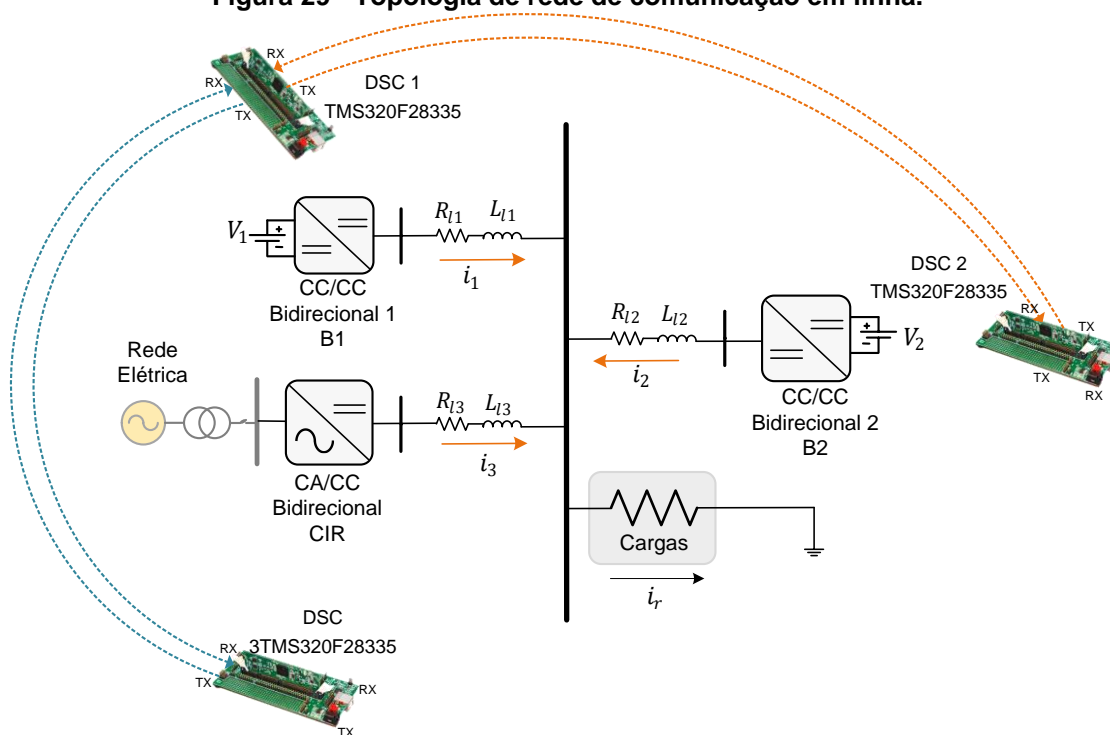 Figura 29 - Topologia de rede de comunicação em linha.
RX
RX
TX
TX
DSC 1
TMS320F28335
V1
+
-
CC/CC
Bidirecional 1
B1
Rl1
Ll1
i1
DSC 2
TMS320F28335
RX
TX
TX
RX
Rl2
Ll2
i2
+
-
V2
CC/CC
Bidirecional 2
B2
Rede
Elétrica
CA/CC
Bidirecional
CIR
Rl3
Ll3
i3
Cargas
ir
DSC
3TMS320F28335
RX
TX
RX
TX